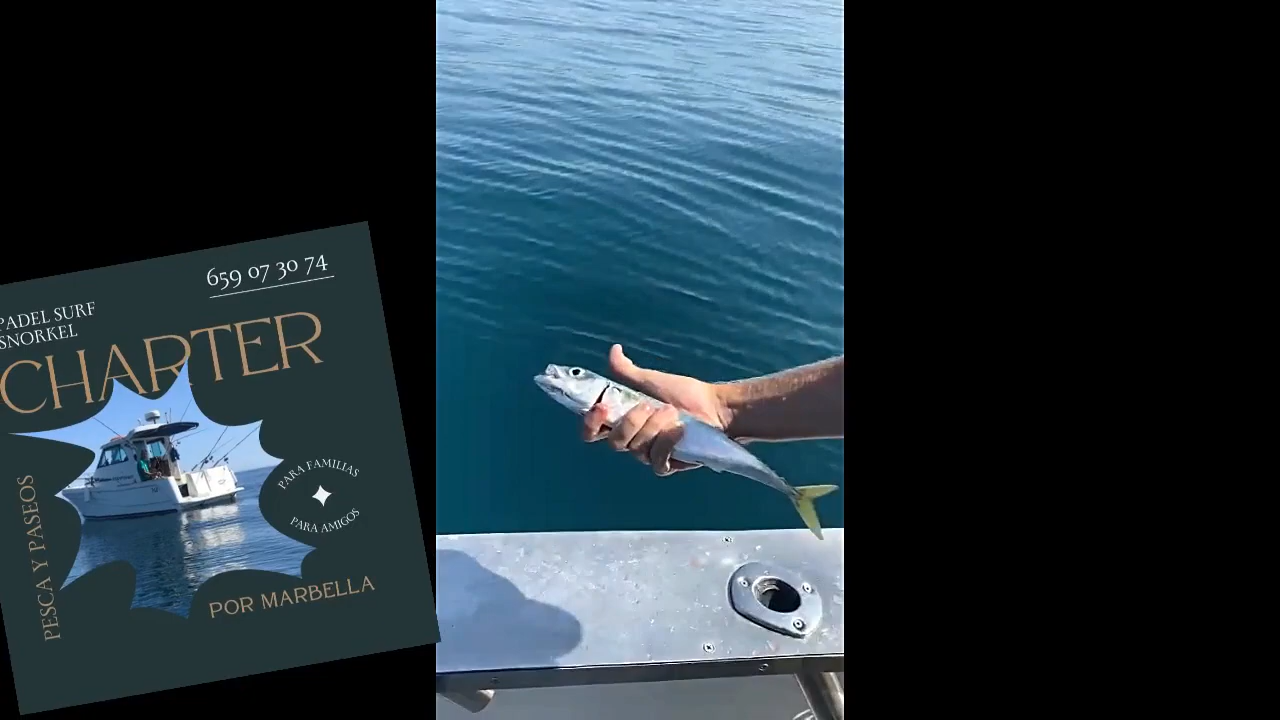 659 07 30 74
PADEL SURF
SNORKEL
CHARTER
PARA FAMILIAS
PARA AMIGOS
PESCA Y PASEOS
POR MARBELLA